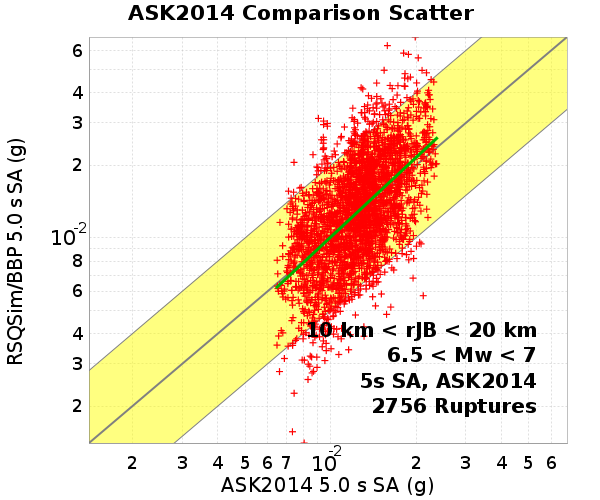 ASK2014 Comparison Scatter
RSQSim/BBP 5.0 s SA (g)
6
4
3
2
10-2
8
6
4
3
2
10 km < rJB < 20 km
6.5 < Mw < 7
5s SA, ASK2014
2756 Ruptures
2 3 4 5 6 7 10-2 2 3 4 5 6
ASK2014 5.0 s SA (g)